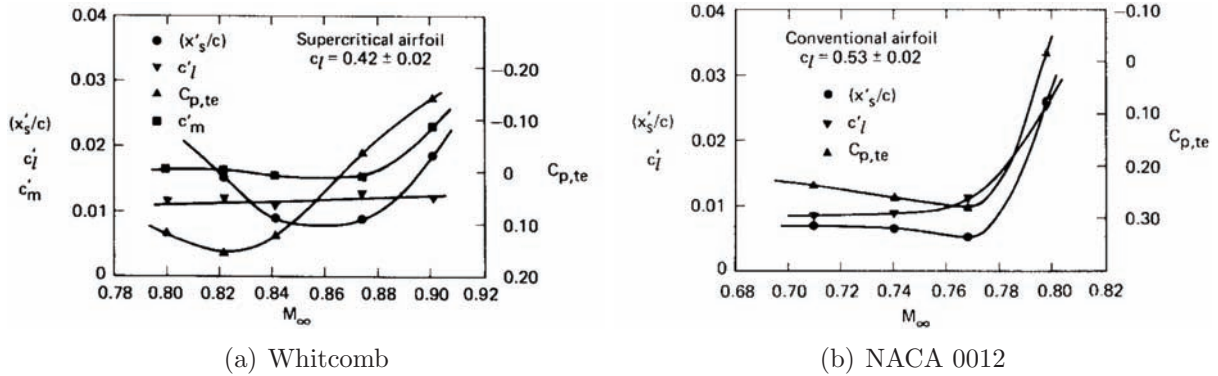 0.04
0.03
0.02
0.01
0
(x's/c)
c'l
c'm
(x's/c)
c'l
Cp,te
c'm
Supercritical airfoil
cl = 0.42 ± 0.02
−0.20
−0.10
0
0.10
0.20
Cp,te
0.78 0.80 0.82 0.84 0.86 0.88 0.90 0.92
M∞
(a) Whitcomb
0.04
0.03
0.02
0.01
0
(x's/c)
c'l
Conventional airfoil
cl = 0.53 ± 0.02
(x's/c)
c'l
Cp,te
−0.10
0
0.10
0.20
0.30
Cp,te
0.68 0.70 0.72 0.74 0.76 0.78 0.80 0.82
M∞
(b) NACA 0012